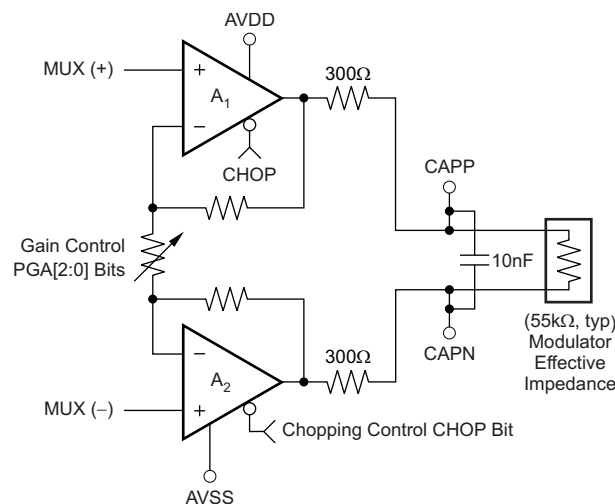 AVDD
MUX (+)
+
A1
−
CHOP
300Ω
CAPP
Gain Control
PGA[2:0] Bits
10nF
(55kΩ, typ)
Modulator
Effective
Impedance
300Ω
CAPN
−
A2
MUX (−)
+
Chopping Control CHOP Bit
AVSS